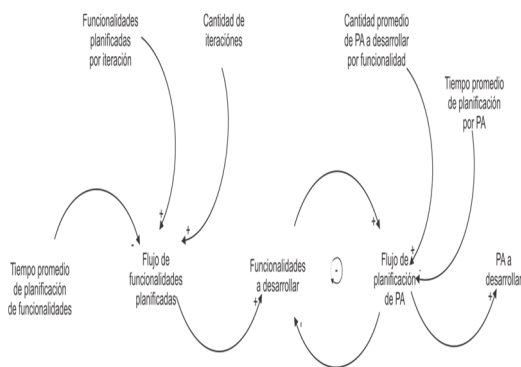 Funcionalidades
planificadas
por iteración
Cantidad de
iteraciónes
Cantidad promedio
de PA a desarrollar
por funcionalidad
Tiempo promedio
de planificación
por PA
+
+
+
+
-
-
Tiempo promedio
de planificación
de funcionalidades
Flujo de
funcionalidades
planificadas
Funcionalidades
a desarrollar
-
Flujo de
planificación
de PA
PA a
desarrollar
+
+
-